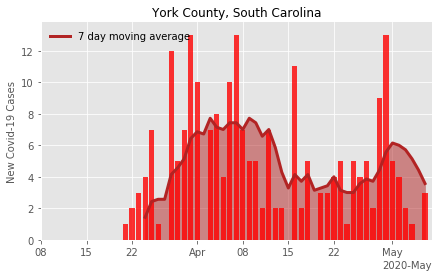 York County, South Carolina
7 day moving average
New Covid-19 Cases
12
10
8
6
4
2
0
08
15
22
Apr
08
15
22
May
2020-May